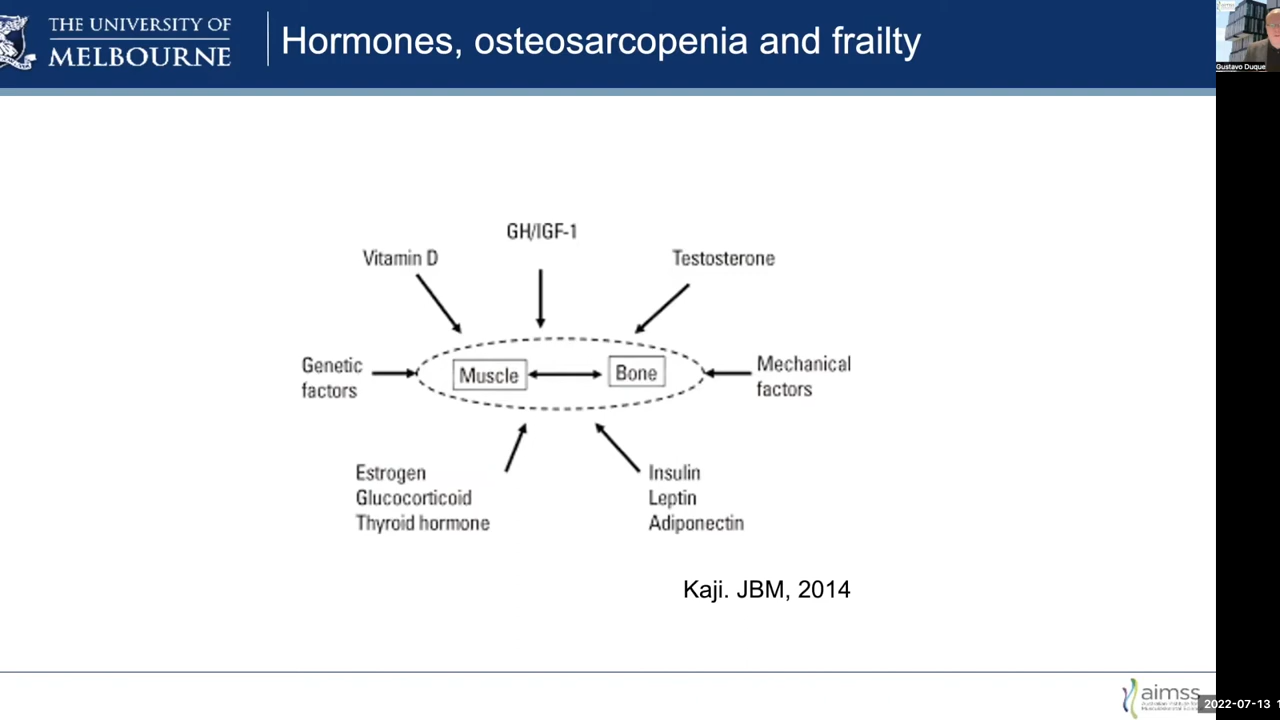 THE UNIVERSITY OF
MELBOURNE
Hormones, osteosarcopenia and frailty
Gustavo Duque
GH/IGF-1
Vitamin D
Testosterone
Genetic
factors
Muscle
Bone
Mechanical
factors
Estrogen
Glucocorticoid
Thyroid hormone
Insulin
Leptin
Adiponectin
Kaji. JBM, 2014
aimss
2022-07-13